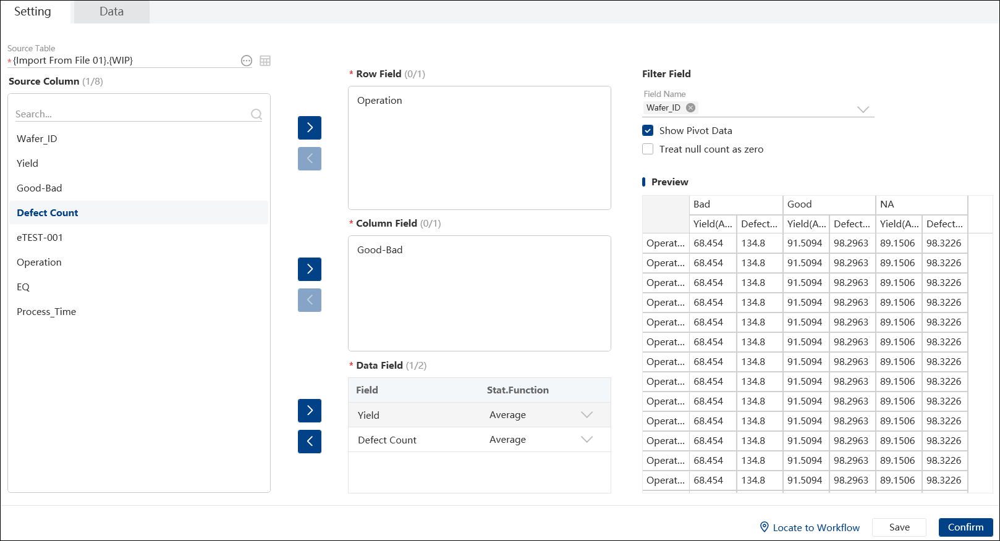 Setting
Data
Source Table
* {Import From File 01}.{WIP}
Source Column (1/8)
Search...
Wafer_ID
Yield
Good-Bad
Defect Count
eTEST-001
Operation
EQ
Process_Time
* Row Field (0/1)
Operation
* Column Field (0/1)
Good-Bad
* Data Field (1/2)
Field Stat.Function
Yield Average
Defect Count Average
Filter Field
Field Name
Wafer_ID
Show Pivot Data
Treat null count as zero
Preview
Bad Good NA
Yield(A... Defect... Yield(A... Defect... Yield(A... Defect...
Operat... 68.454 134.8 91.5094 98.2963 89.1506 98.3226
Operat... 68.454 134.8 91.5094 98.2963 89.1506 98.3226
Operat... 68.454 134.8 91.5094 98.2963 89.1506 98.3226
Operat... 68.454 134.8 91.5094 98.2963 89.1506 98.3226
Operat... 68.454 134.8 91.5094 98.2963 89.1506 98.3226
Operat... 68.454 134.8 91.5094 98.2963 89.1506 98.3226
Operat... 68.454 134.8 91.5094 98.2963 89.1506 98.3226
Operat... 68.454 134.8 91.5094 98.2963 89.1506 98.3226
Operat... 68.454 134.8 91.5094 98.2963 89.1506 98.3226
Operat... 68.454 134.8 91.5094 98.2963 89.1506 98.3226
Operat... 68.454 134.8 91.5094 98.2963 89.1506 98.3226
Operat... 68.454 134.8 91.5094 98.2963 89.1506 98.3226
Operat... 68.454 134.8 91.5094 98.2963 89.1506 98.3226
Locate to Workflow
Save
Confirm